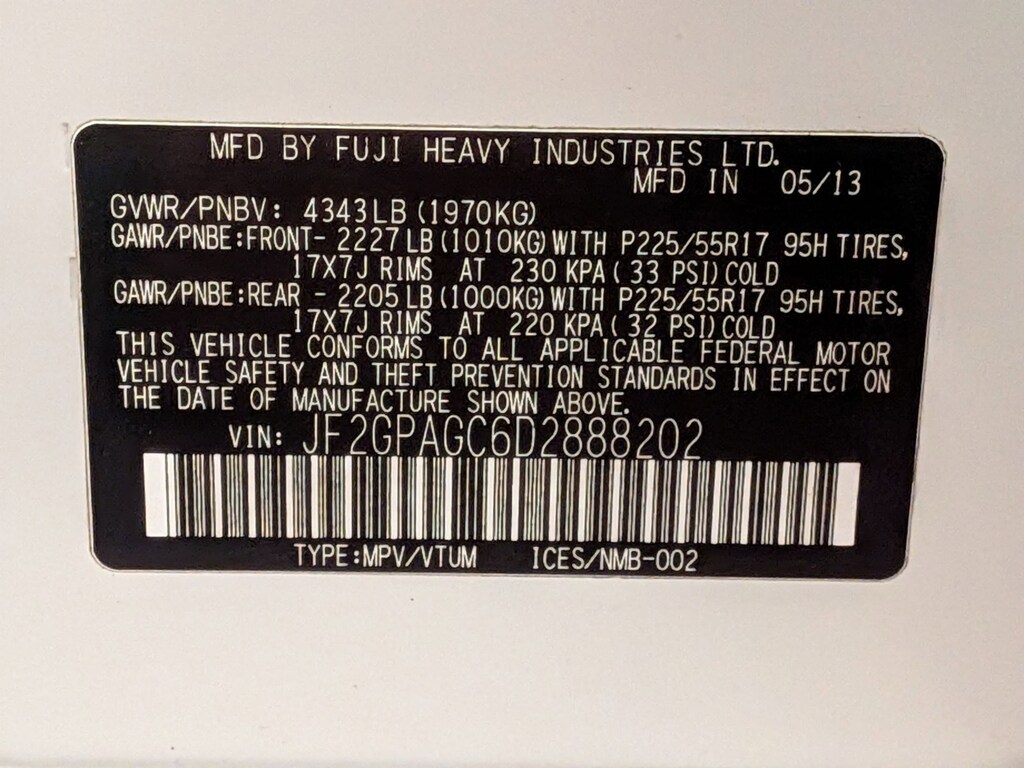 MFD BY FUJI HEAVY INDUSTRIES LTD.
MFD IN 05/13
GVWR/PNBV: 4343LB (1970KG)
GAWR/PNBE:FRONT- 2227 LB (1010KG) WITH P225/55R17 95H TIRES,
17X7J RIMS AT 230 KPA ( 33 PSI) COLD
GAWR/PNBE:REAR - 2205 LB (1000KG) WITH P225/55R17 95H TIRES,
17X7J RIMS AT 220 KPA ( 32 PSI) COLD
THIS VEHICLE CONFORMS TO ALL APPLICABLE FEDERAL MOTOR
VEHICLE SAFETY AND THEFT PREVENTION STANDARDS IN EFFECT ON
THE DATE OF MANUFACTURE SHOWN ABOVE.
VIN: JF2GPAGC6D2888202
TYPE:MPV/VTUM ICES/NMB-002